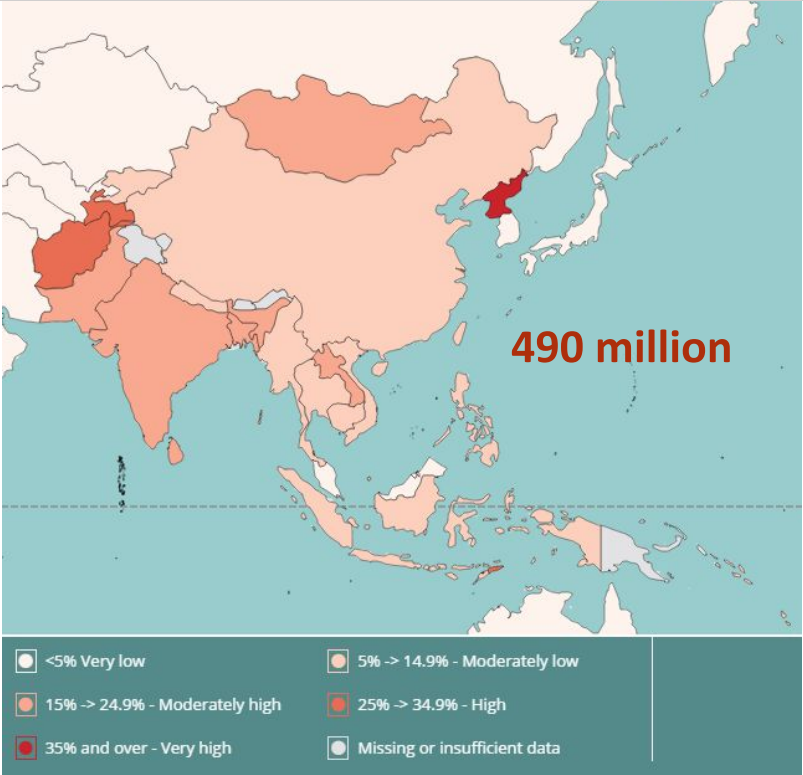 490 million
<5% Very low
5% -> 14.9% - Moderately low
15% -> 24.9% - Moderately high
25% -> 34.9% - High
35% and over - Very high
Missing or insufficient data